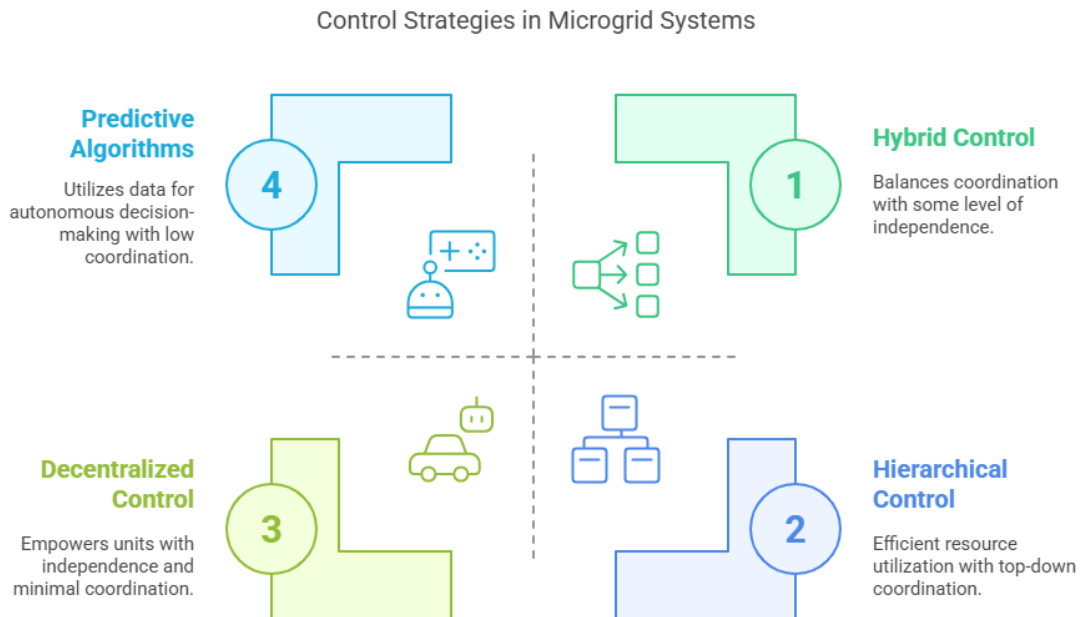 Control Strategies in Microgrid Systems
Predictive
Algorithms
4
Utilizes data for
autonomous decision-
making with low
coordination.
1
Hybrid Control
Balances coordination
with some level of
independence.
Decentralized
Control
3
Empowers units with
independence and
minimal coordination.
2
Hierarchical
Control
Efficient resource
utilization with top-down
coordination.